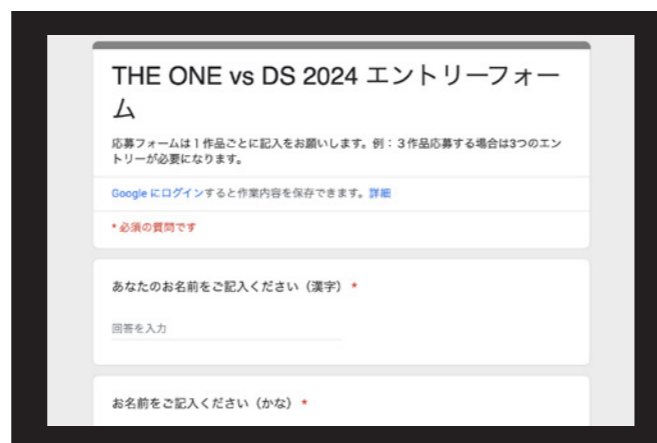 THE ONE vs DS 2024 エントリーフォー
ム
応募フォームは1作品ごとに記入をお願いします。例：３作品応募する場合は3つのエン
トリーが必要になります。
Google にログインすると作業内容を保存できます。詳細
* 必須の質問です
あなたのお名前をご記入ください（漢字） *
回答を入力
お名前をご記入ください（かな） *